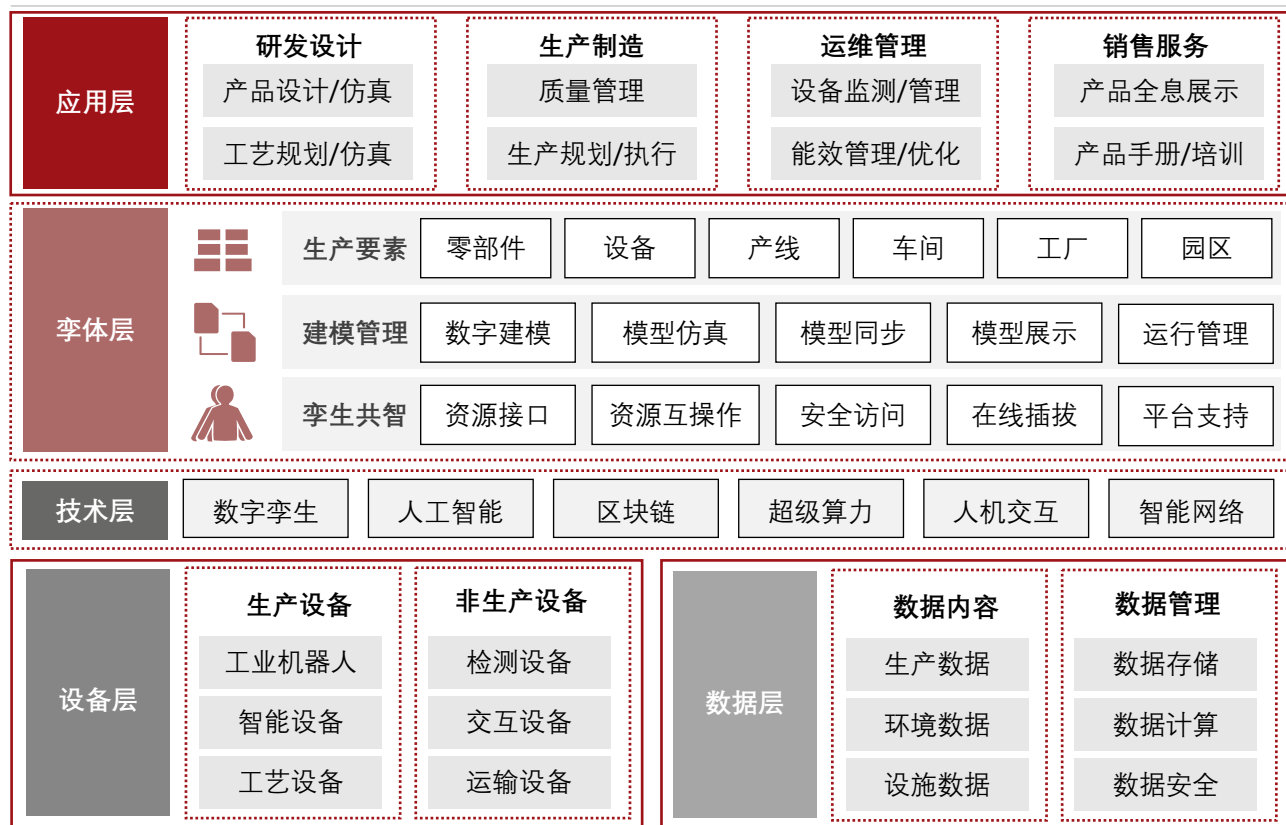 应用层
研发设计
产品设计/仿真
工艺规划/仿真
生产制造
质量管理
生产规划/执行
运维管理
设备监测/管理
能效管理/优化
销售服务
产品全息展示
产品手册/培训
孪体层
生产要素 零部件 设备 产线 车间 工厂 园区
建模管理 数字建模 模型仿真 模型同步 模型展示 运行管理
孪生共智 资源接口 资源互操作 安全访问 在线插拔 平台支持
技术层 数字孪生 人工智能 区块链 超级算力 人机交互 智能网络
设备层
生产设备
工业机器人
智能设备
工艺设备
非生产设备
检测设备
交互设备
运输设备
数据层
数据内容
生产数据
环境数据
设施数据
数据管理
数据存储
数据计算
数据安全